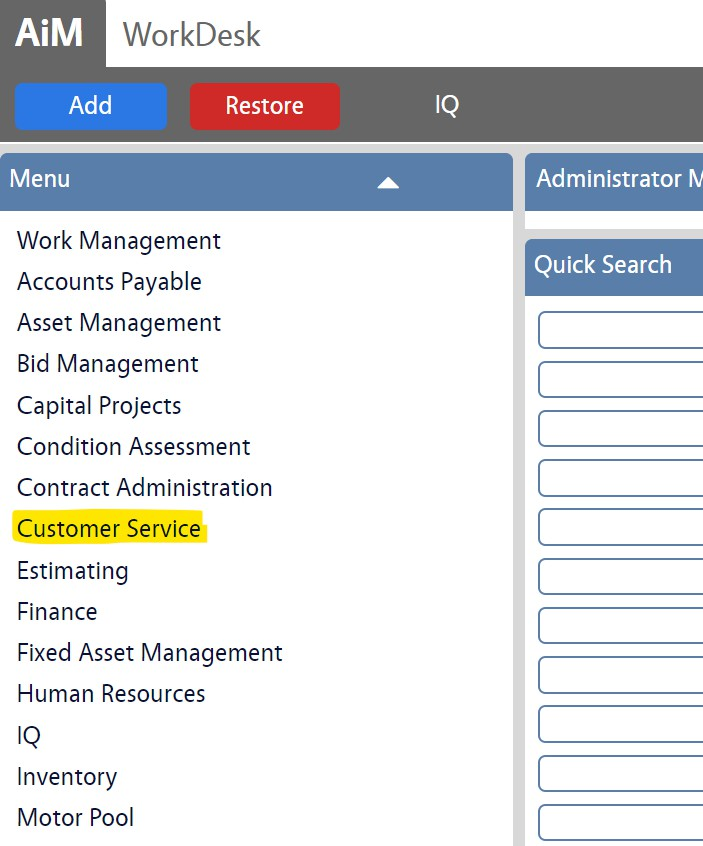 AiM WorkDesk
Add Restore IQ
Menu
Work Management
Accounts Payable
Asset Management
Bid Management
Capital Projects
Condition Assessment
Contract Administration
Customer Service
Estimating
Finance
Fixed Asset Management
Human Resources
IQ
Inventory
Motor Pool
Administrator M
Quick Search